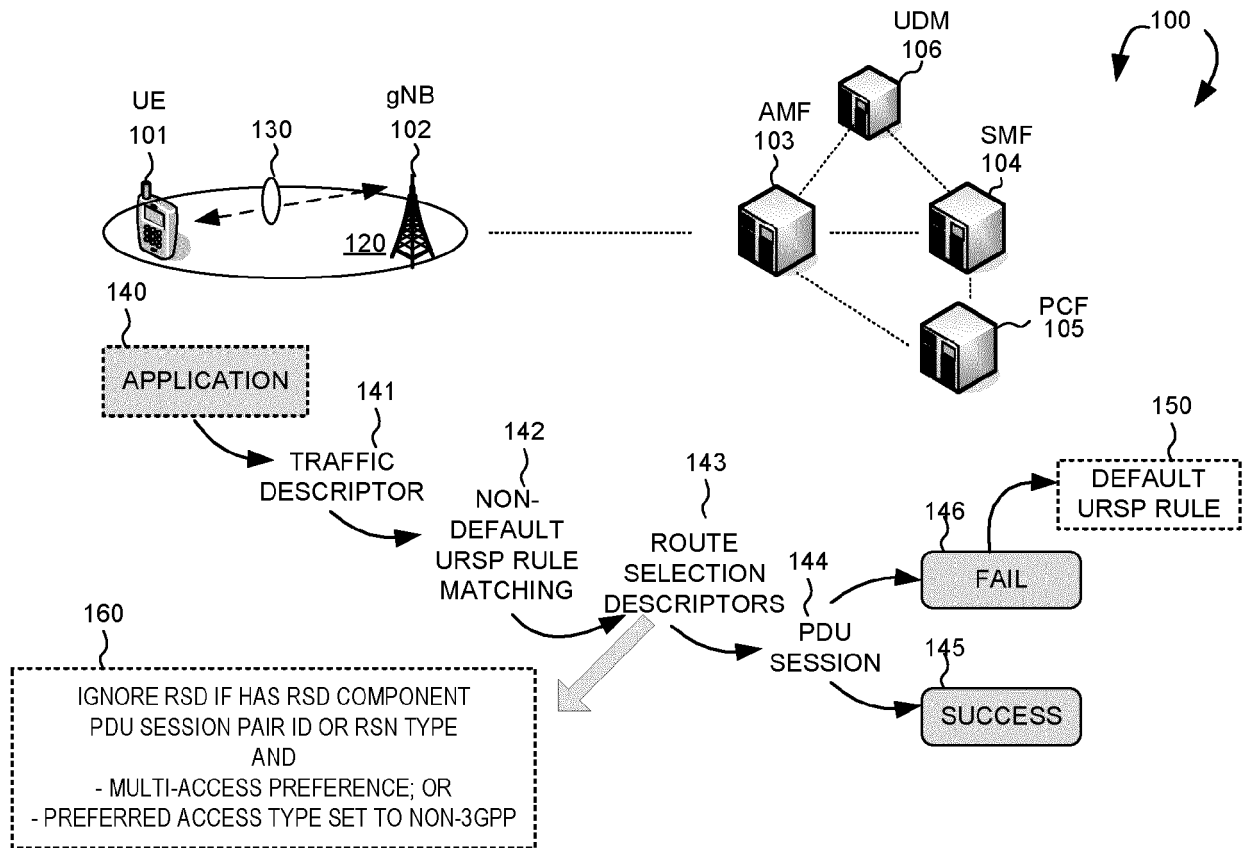 100
UDM
106
UE
101
130
gNB
102
AMF
103
SMF
104
120
PCF
105
140
APPLICATION
141
TRAFFIC
DESCRIPTOR
142
NON-
DEFAULT
URSP RULE
MATCHING
143
ROUTE
SELECTION
DESCRIPTORS
144
PDU
SESSION
146
FAIL
150
DEFAULT
URSP RULE
145
SUCCESS
160
IGNORE RSD IF HAS RSD COMPONENT
PDU SESSION PAIR ID OR RSN TYPE
AND
- MULTI-ACCESS PREFERENCE; OR
- PREFERRED ACCESS TYPE SET TO NON-3GPP